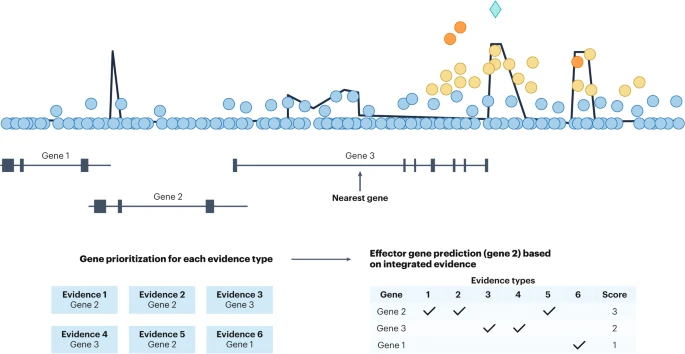 Gene 1
Gene 3
Gene 2
Nearest gene
Gene prioritization for each evidence type
Effector gene prediction (gene 2) based
on integrated evidence
Evidence 1
Gene 2
Evidence 2
Gene 2
Evidence 3
Gene 3
Evidence 4
Gene 3
Evidence 5
Gene 2
Evidence 6
Gene 1
Evidence types
Gene 1 2 3 4 5 6 Score
Gene 2 ✓ ✓ ✓ 3
Gene 3 ✓ ✓ 2
Gene 1 ✓ 1